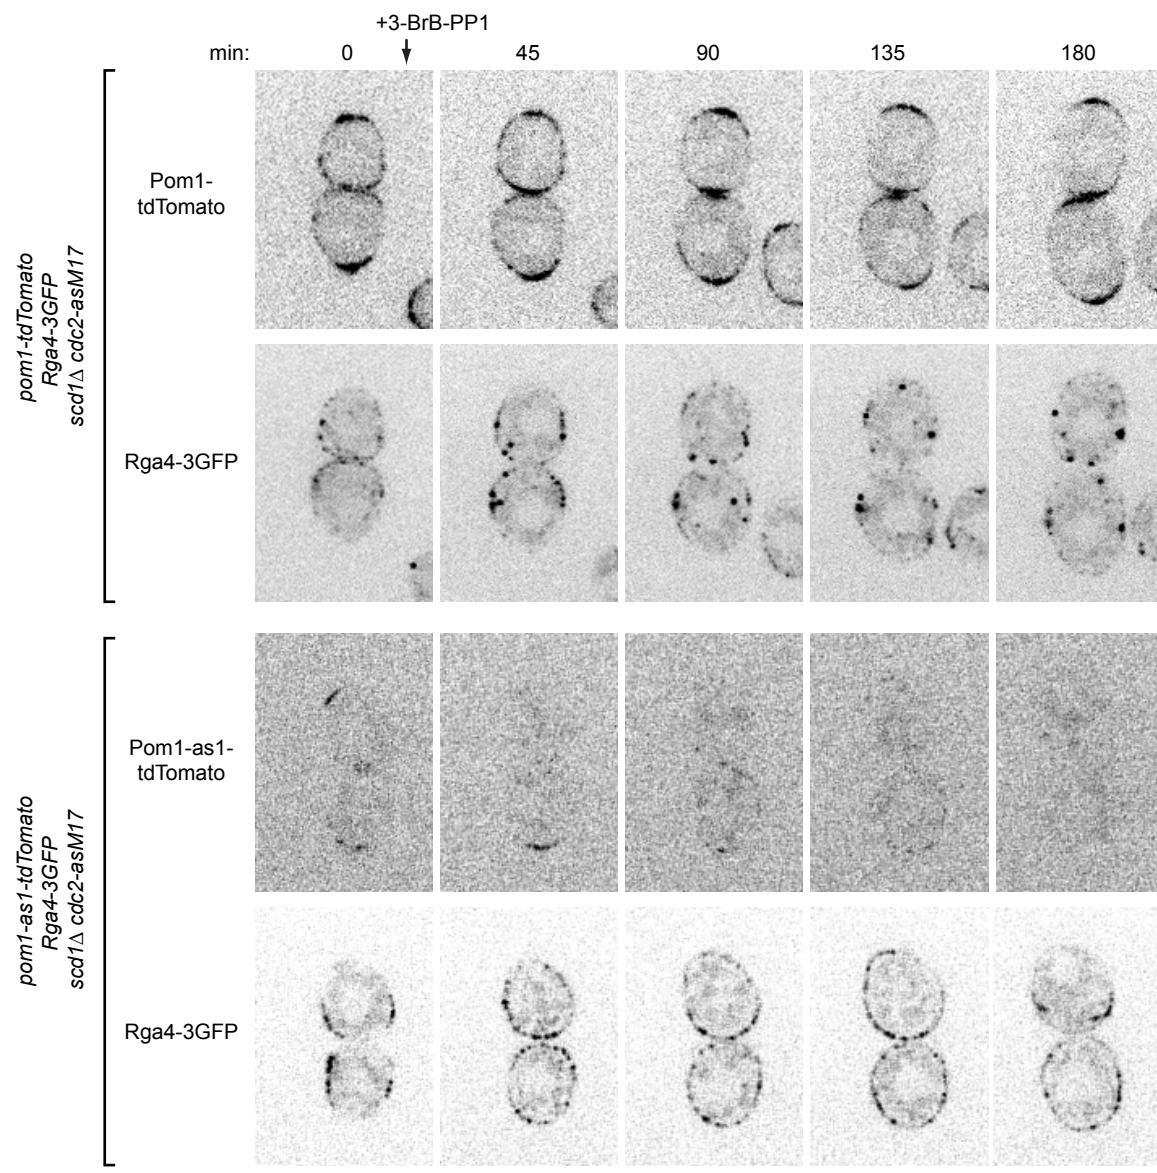 +3-BrB-PP1
min: 0 45 90 135 180
pom1-tdTomato
Rga4-3GFP
scd1Δ cdc2-asM17
Pom1-
tdTomato
Rga4-3GFP
pom1-as1-tdTomato
Rga4-3GFP
scd1Δ cdc2-asM17
Pom1-as1-
tdTomato
Rga4-3GFP